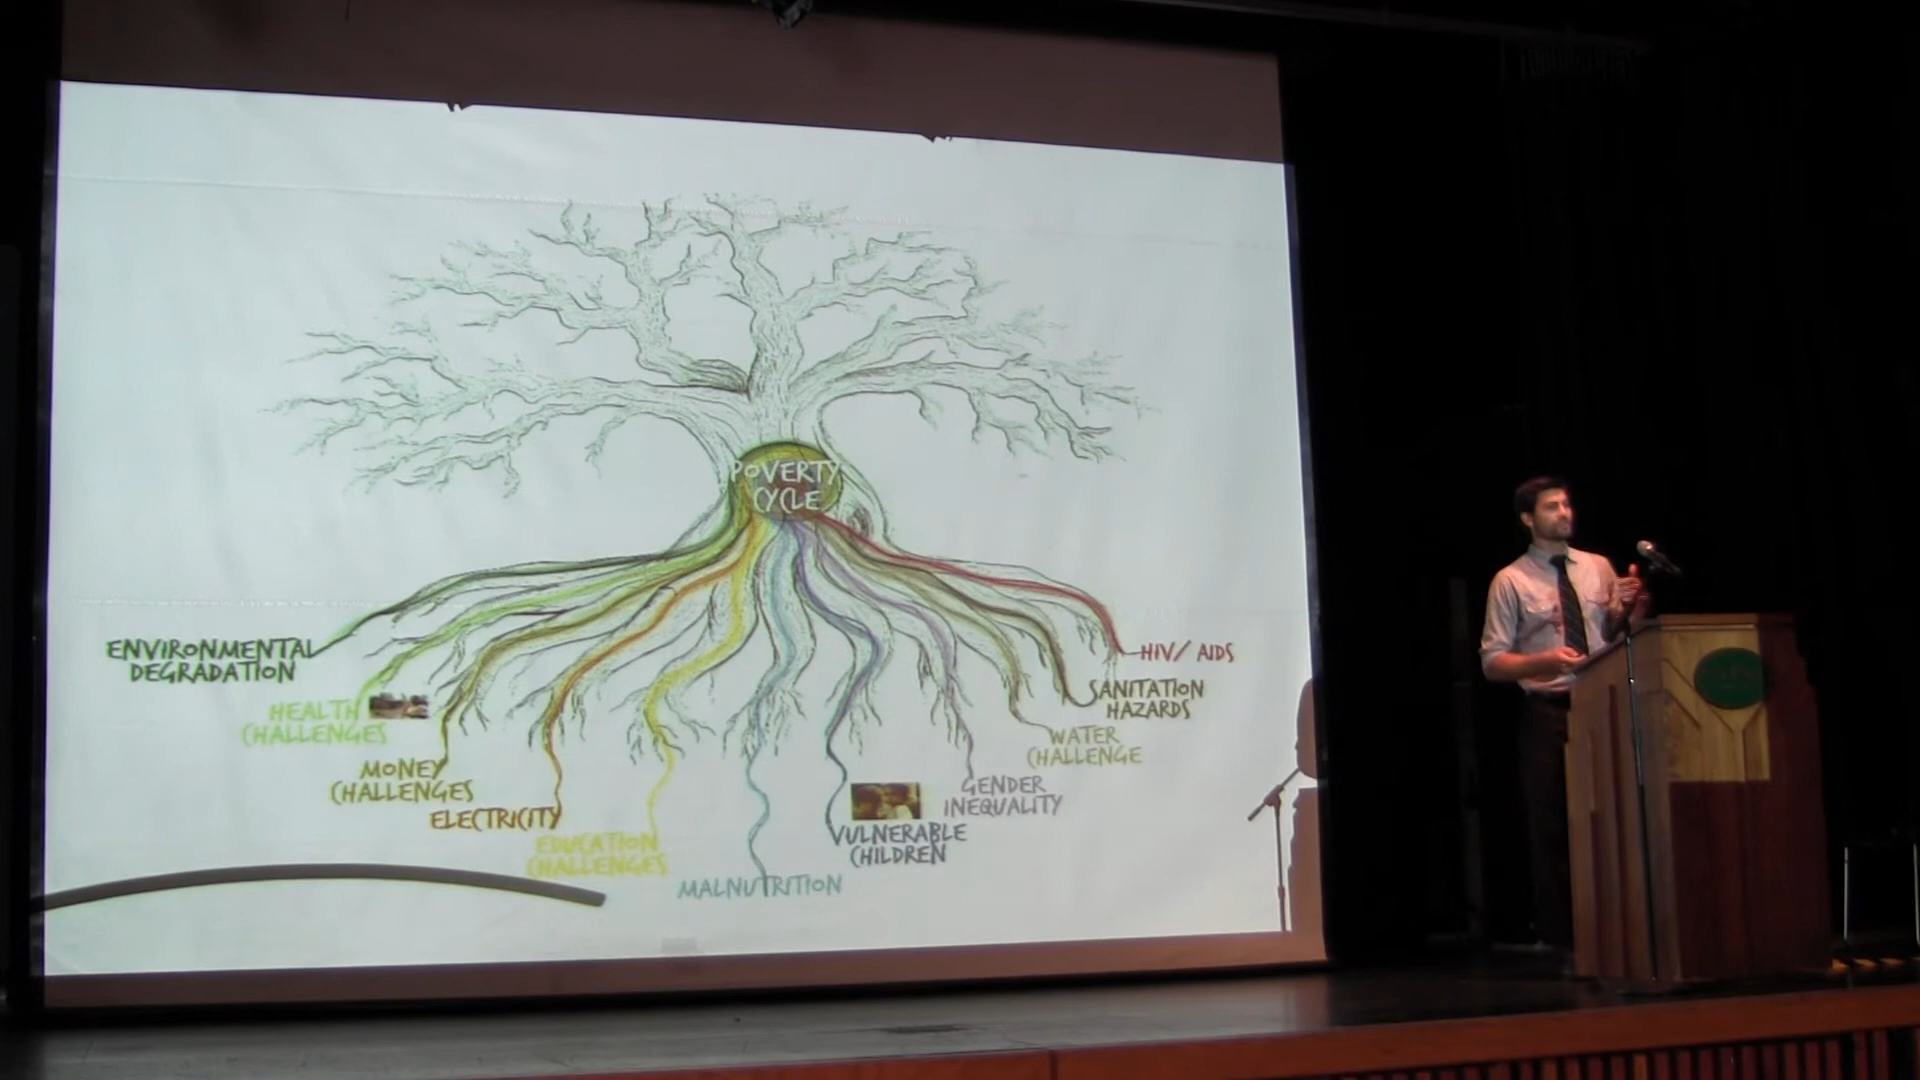 POVERTY
CYCLE
ENVIRONMENTAL
DEGRADATION
HEALTH
CHALLENGES
MONEY
CHALLENGES
ELECTRICITY
EDUCATION
CHALLENGES
MALNUTRITION
VULNERABLE
CHILDREN
GENDER
INEQUALITY
WATER
CHALLENGE
SANITATION
HAZARDS
HIV/ AIDS